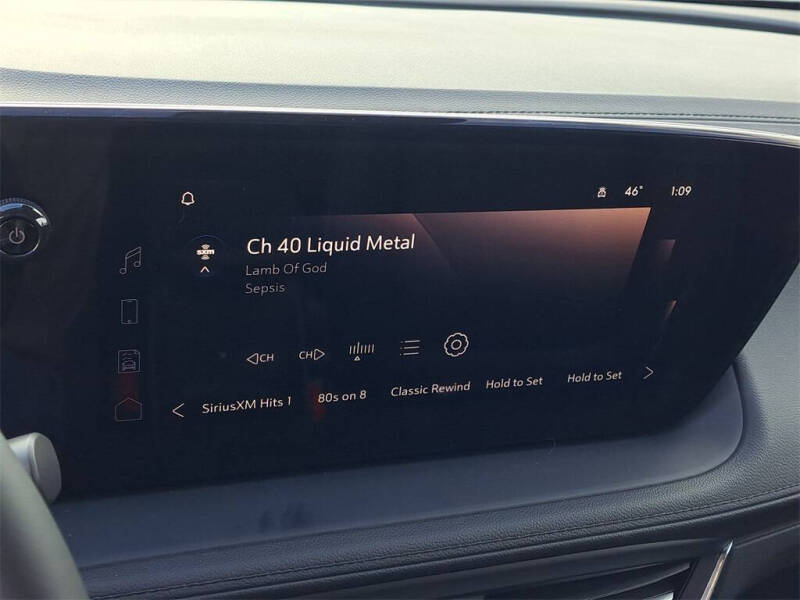 46° 1:09
sxm
Ch 40 Liquid Metal
Lamb Of God
Sepsis
CH CH
SiriusXM Hits 1 80s on 8 Classic Rewind Hold to Set Hold to Set